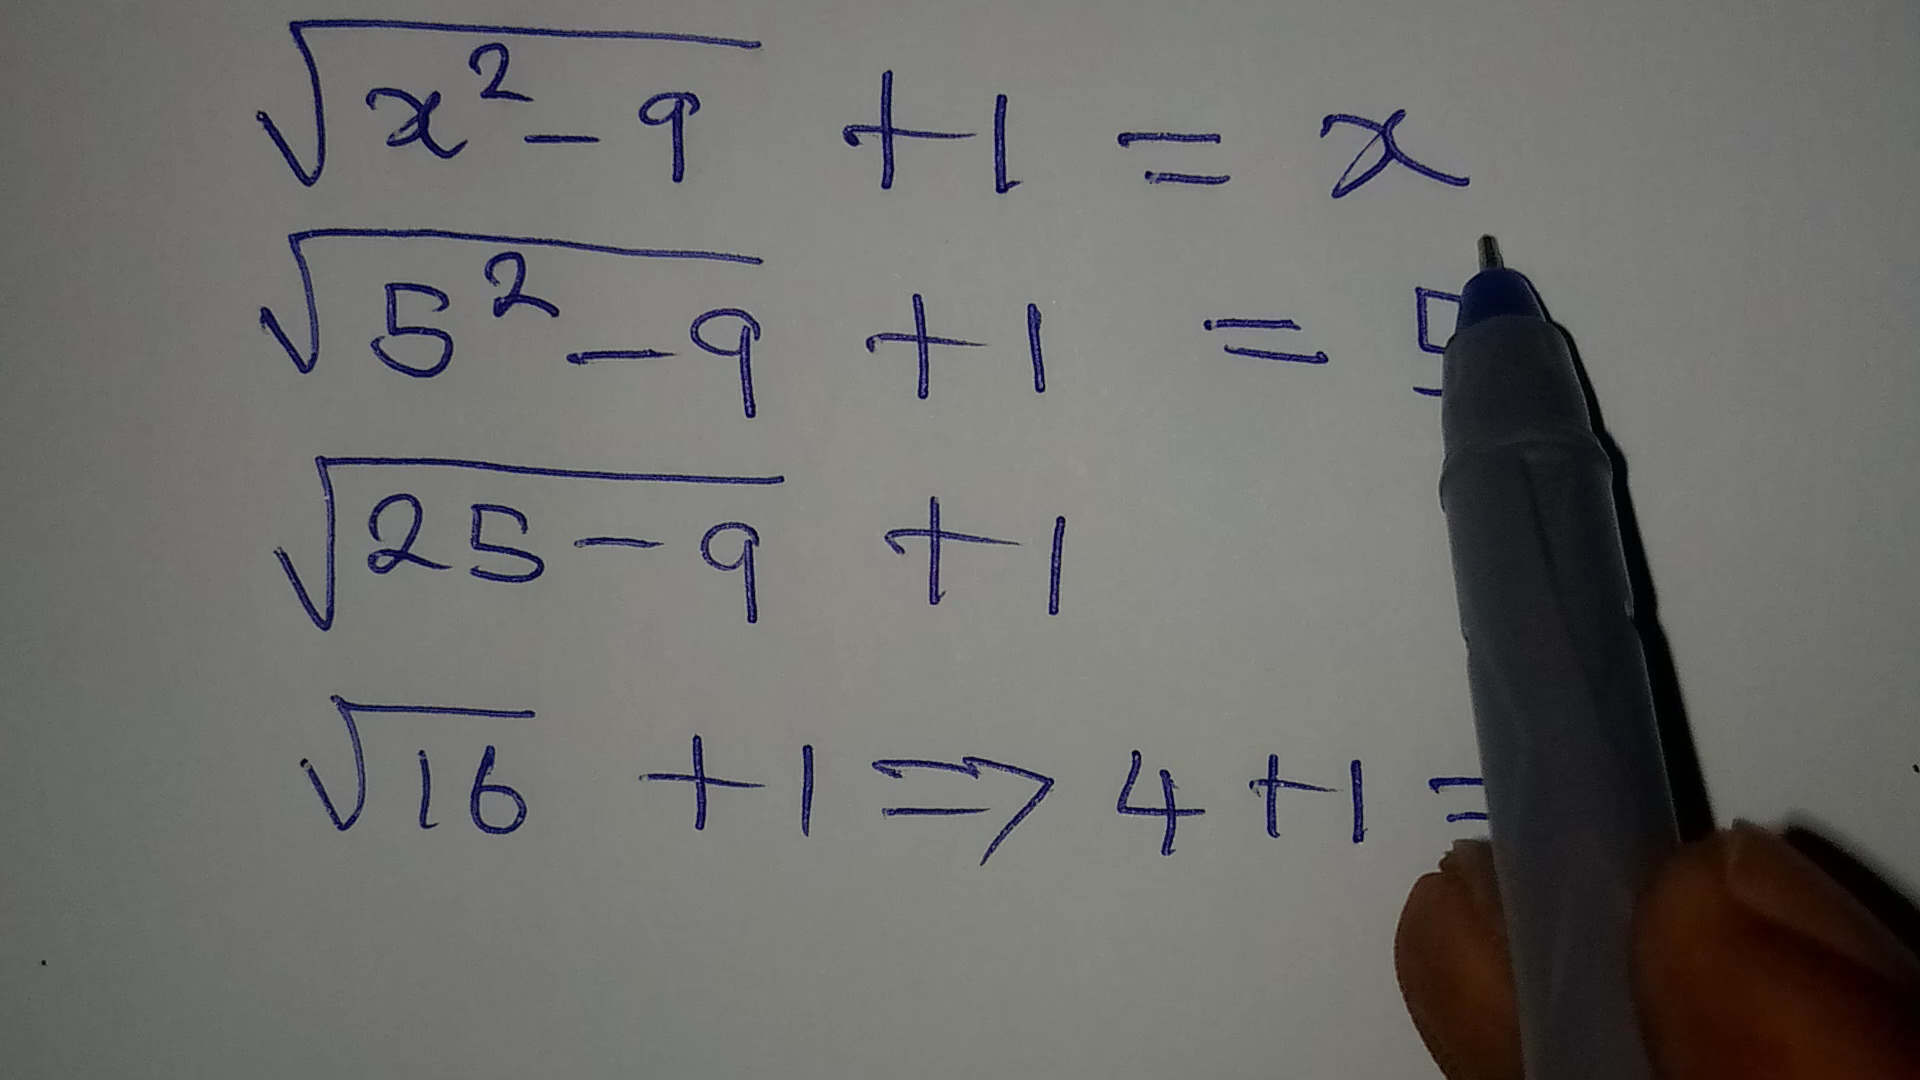 √(x² - 9) + 1 = x
√(5² - 9) + 1 = 5
√(25 - 9) + 1
√16 + 1 ⇒ 4 + 1 =